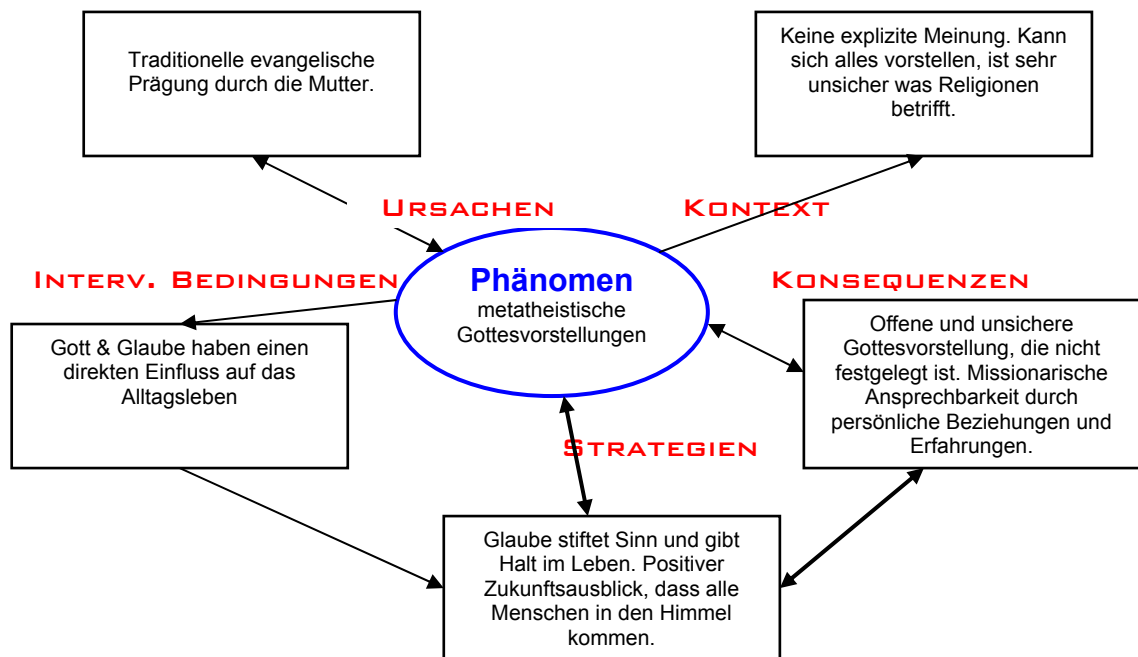 Traditionelle evangelische
Prägung durch die Mutter.
Keine explizite Meinung. Kann
sich alles vorstellen, ist sehr
unsicher was Religionen
betrifft.
URSACHEN
KONTEXT
INTERV. BEDINGUNGEN
Phänomen
metatheistische
Gottesvorstellungen
KONSEQUENZEN
Gott & Glaube haben einen
direkten Einfluss auf das
Alltagsleben
Offene und unsichere
Gottesvorstellung, die nicht
festgelegt ist. Missionarische
Ansprechbarkeit durch
persönliche Beziehungen und
Erfahrungen.
STRATEGIEN
Glaube stiftet Sinn und gibt
Halt im Leben. Positiver
Zukunftsausblick, dass alle
Menschen in den Himmel
kommen.